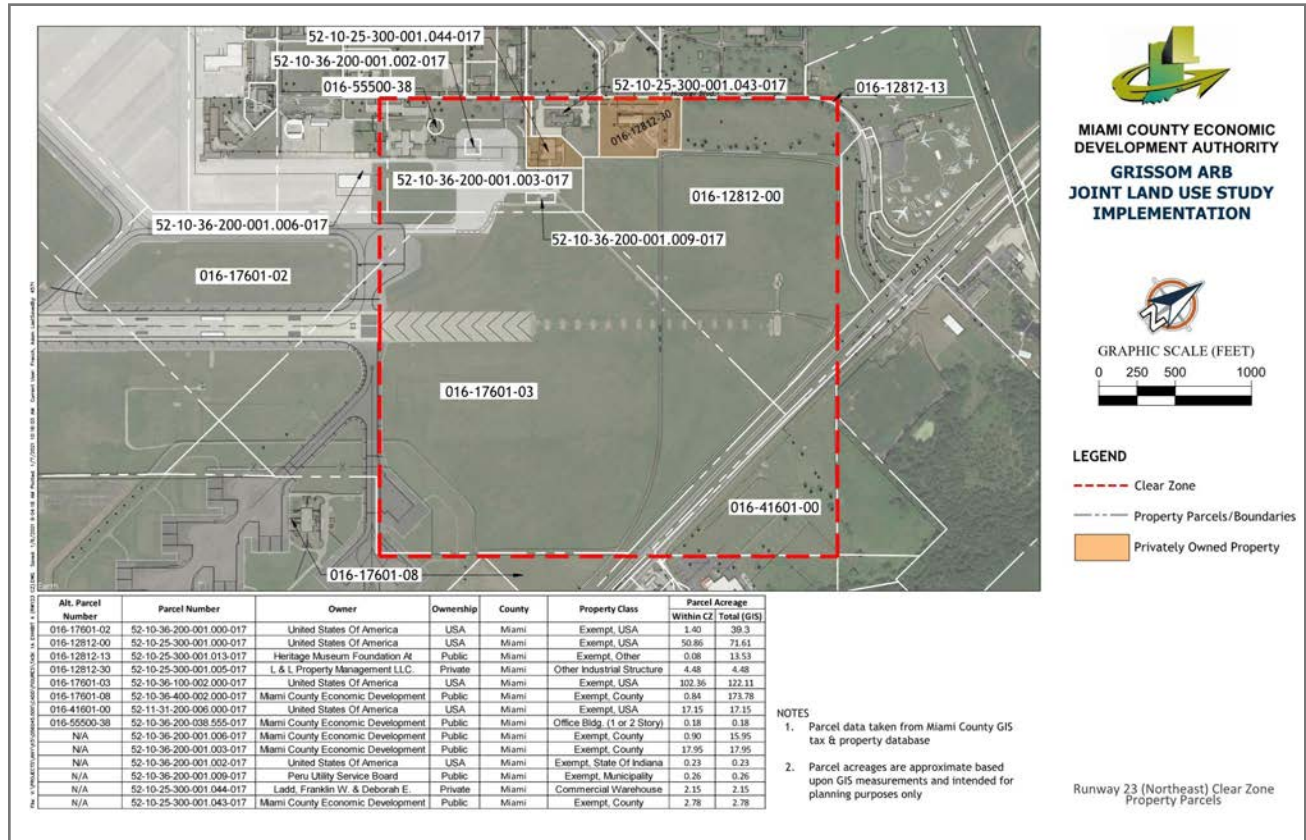 52-10-25-300-001.044-017
52-10-36-200-001.002-017
016-55500-38
52-10-25-300-001.043-017
016-12812-13
016-12812-30
52-10-36-200-001.003-017
016-12812-00
52-10-36-200-001.006-017
52-10-36-200-001.009-017
016-17601-02
016-17601-03
016-41601-00
016-17601-08
MIAMI COUNTY ECONOMIC
DEVELOPMENT AUTHORITY
GRISSOM ARB
JOINT LAND USE STUDY
IMPLEMENTATION
GRAPHIC SCALE (FEET)
0 250 500 1000
LEGEND
Clear Zone
Property Parcels/Boundaries
Privately Owned Property
Alt. Parcel Number Parcel Number Owner Ownership County Property Class Parcel Acreage
Within CZ Total (GIS)
016-17601-02 52-10-36-200-001.000-017 United States Of America USA Miami Exempt, USA 1.40 39.3
016-12812-00 52-10-25-300-001.000-017 United States Of America USA Miami Exempt, USA 50.86 71.61
016-12812-13 52-10-25-300-001.013-017 Heritage Museum Foundation At Public Miami Exempt, Other 0.08 13.53
016-12812-30 52-10-25-300-001.005-017 L & L Property Management LLC. Private Miami Other Industrial Structure 4.48 4.48
016-17601-03 52-10-36-100-002.000-017 United States Of America USA Miami Exempt, USA 102.36 122.11
016-17601-08 52-10-36-400-002.000-017 Miami County Economic Development Public Miami Exempt, County 0.84 173.78
016-41601-00 52-11-31-200-006.000-017 United States Of America USA Miami Exempt, USA 17.15 17.15
016-55500-38 52-10-36-200-038.555-017 Miami County Economic Development Public Miami Office Bldg. (1 or 2 Story) 0.18 0.18
N/A 52-10-36-200-001.006-017 Miami County Economic Development Public Miami Exempt, County 0.90 15.95
N/A 52-10-36-200-001.003-017 Miami County Economic Development Public Miami Exempt, County 17.95 17.95
N/A 52-10-36-200-001.002-017 United States Of America USA Miami Exempt, State Of Indiana 0.23 0.23
N/A 52-10-36-200-001.009-017 Peru Utility Service Board Public Miami Exempt, Municipality 0.26 0.26
N/A 52-10-25-300-001.044-017 Ladd, Franklin W. & Deborah E. Private Miami Commercial Warehouse 2.15 2.15
N/A 52-10-25-300-001.043-017 Miami County Economic Development Public Miami Exempt, County 2.78 2.78
NOTES
1. Parcel data taken from Miami County GIS
tax & property database
2. Parcel acreages are approximate based
upon GIS measurements and intended for
planning purposes only
Runway 23 (Northeast) Clear Zone
Property Parcels